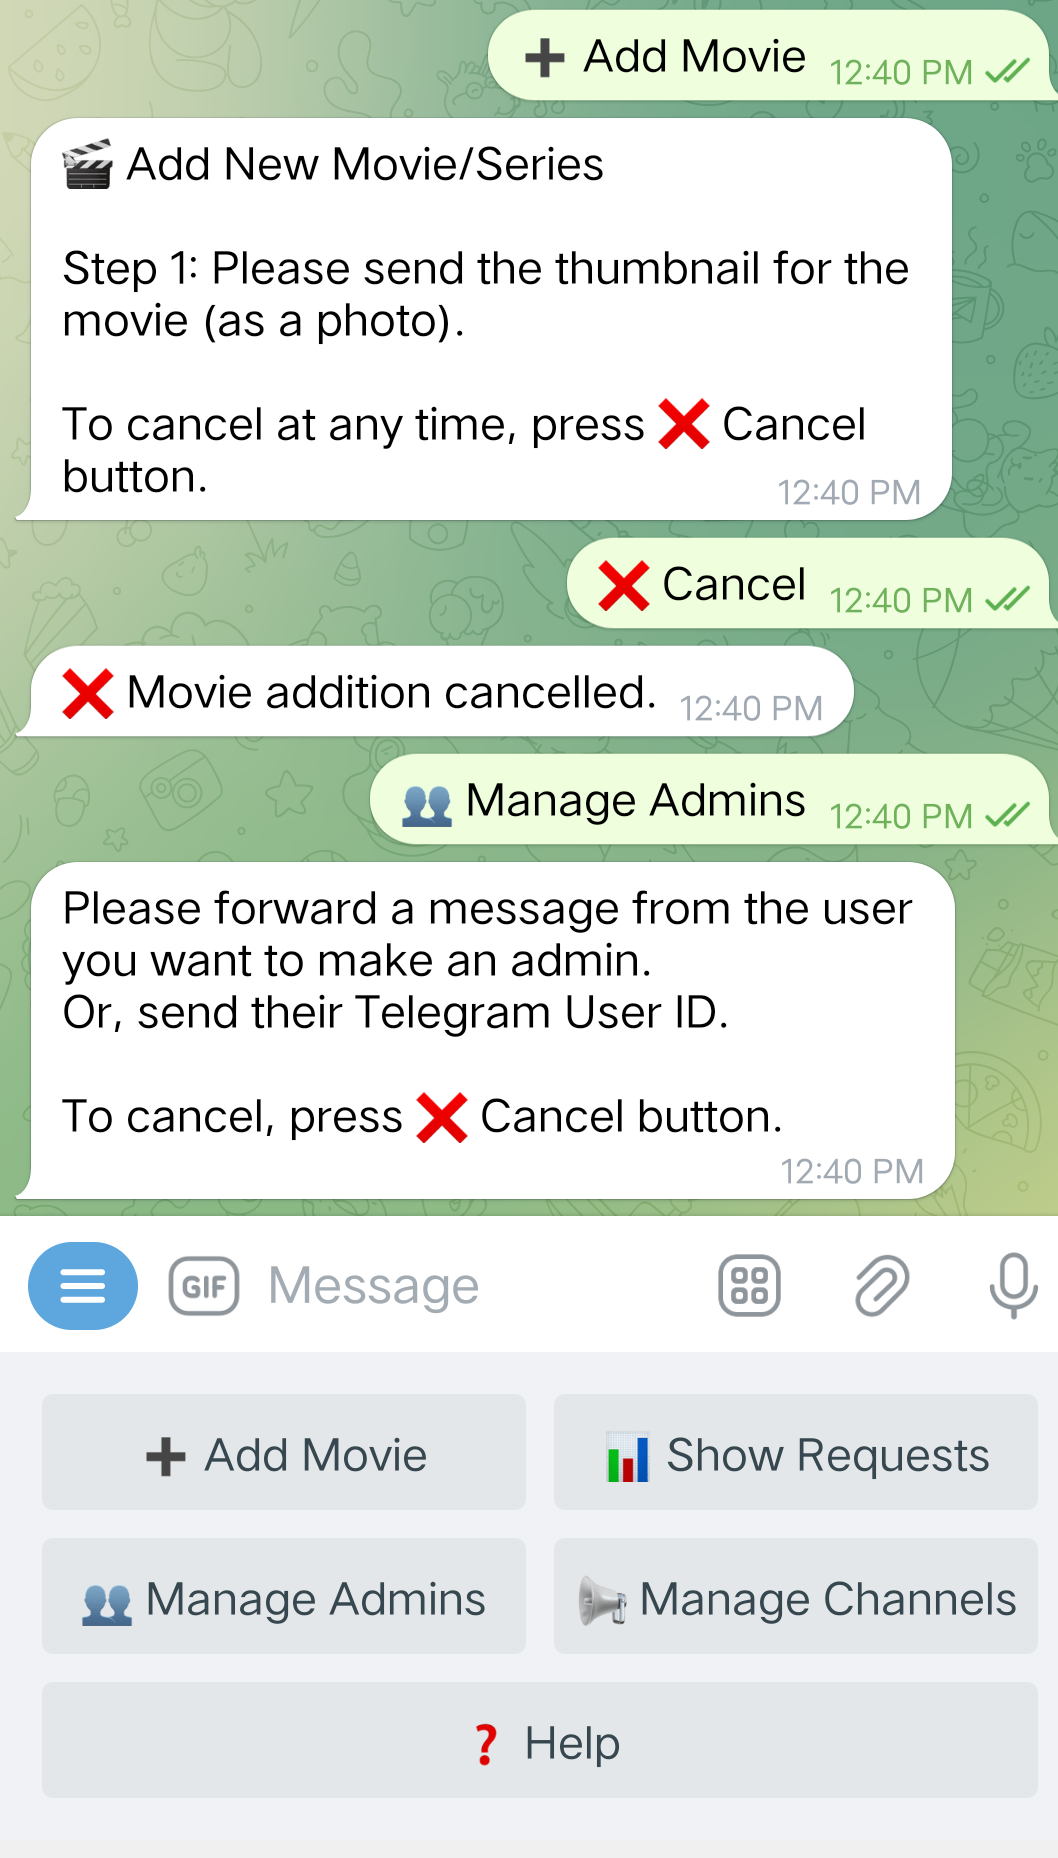 ➕ Add Movie 12:40 PM
🎬 Add New Movie/Series
Step 1: Please send the thumbnail for the
movie (as a photo).
To cancel at any time, press ❌ Cancel
button.
12:40 PM
❌ Cancel 12:40 PM
❌ Movie addition cancelled. 12:40 PM
👥 Manage Admins 12:40 PM
Please forward a message from the user
you want to make an admin.
Or, send their Telegram User ID.
To cancel, press ❌ Cancel button.
12:40 PM
GIF Message
➕ Add Movie
📊 Show Requests
👥 Manage Admins
📢 Manage Channels
❓ Help